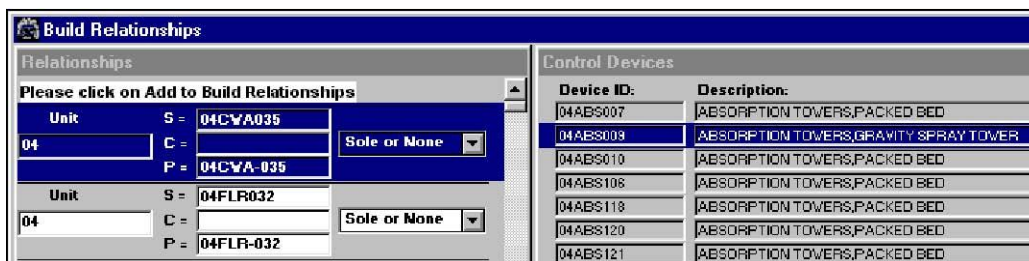 Build Relationships
Relationships
Please click on Add to Build Relationships
Unit S = 04CWA035
04 C = Sole or None
P = 04CWA-035
Unit S = 04FLR032
04 C = Sole or None
P = 04FLR-032
Control Devices
Device ID: Description:
04ABS007 ABSORPTION TOWERS,PACKED BED
04ABS009 ABSORPTION TOWERS,GRAVITY SPRAY TOWER
04ABS010 ABSORPTION TOWERS,PACKED BED
04ABS106 ABSORPTION TOWERS,PACKED BED
04ABS118 ABSORPTION TOWERS,PACKED BED
04ABS120 ABSORPTION TOWERS,PACKED BED
04ABS121 ABSORPTION TOWERS,PACKED BED